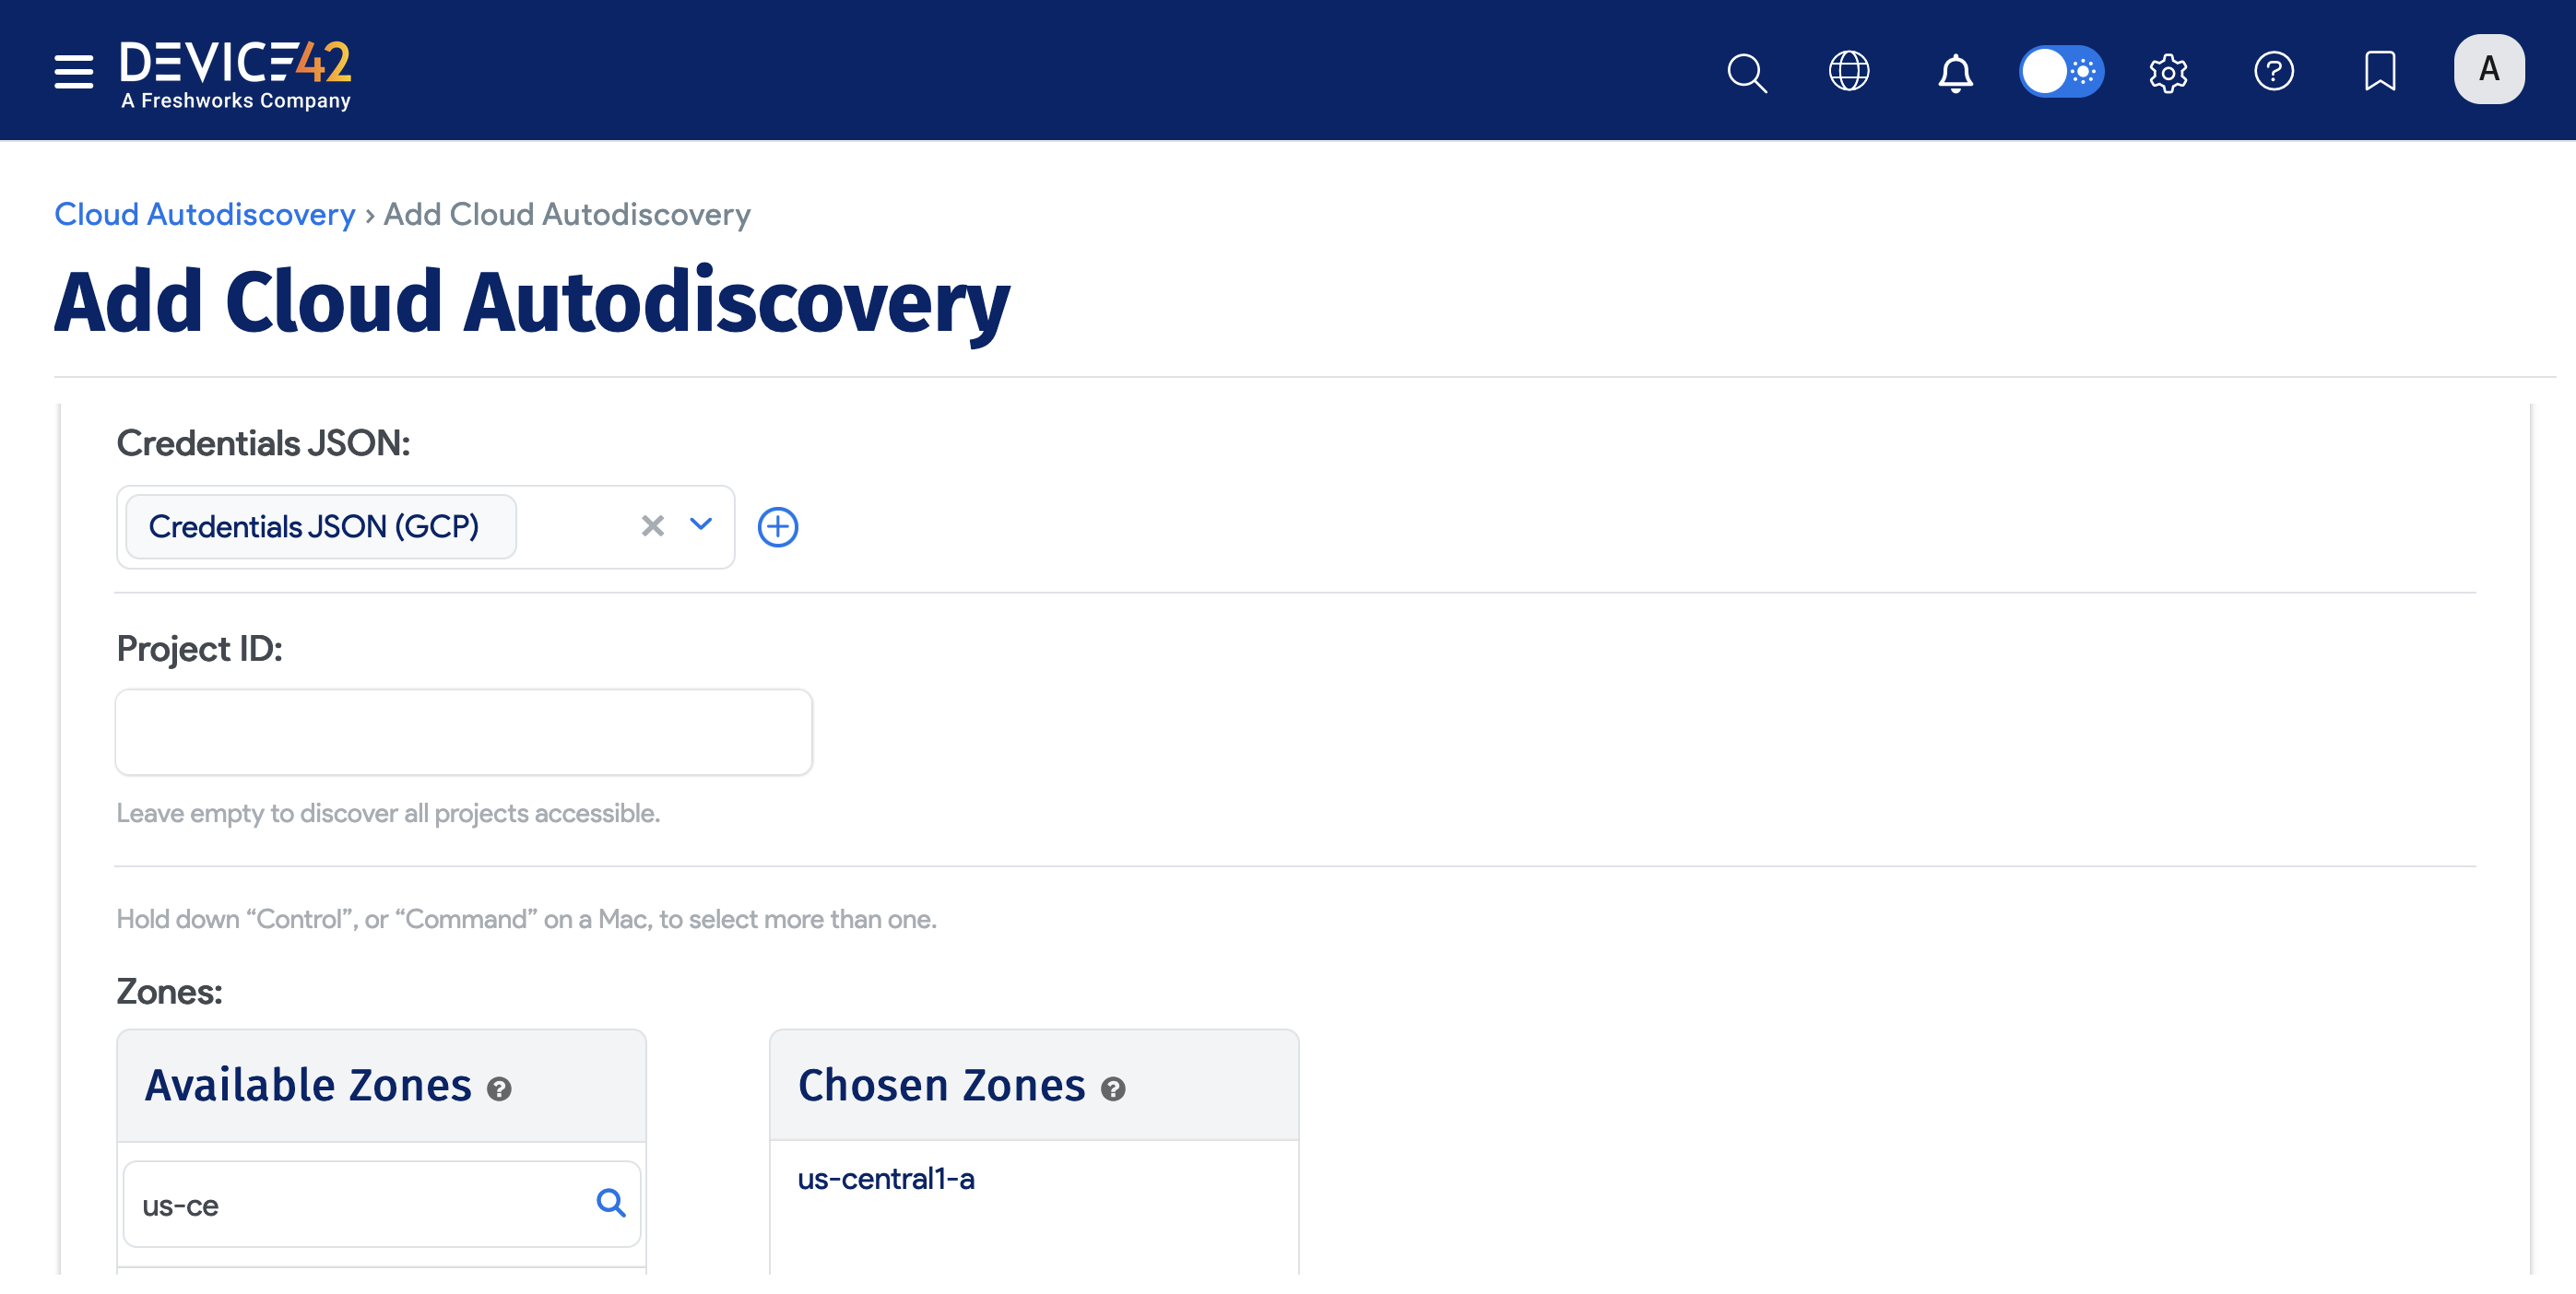 DEVICE42
A Freshworks Company
A
Cloud Autodiscovery › Add Cloud Autodiscovery
Add Cloud Autodiscovery
Credentials JSON:
Credentials JSON (GCP)
Project ID:
Leave empty to discover all projects accessible.
Hold down “Control”, or “Command” on a Mac, to select more than one.
Zones:
Available Zones ?
Chosen Zones ?
us-ce
us-central1-a